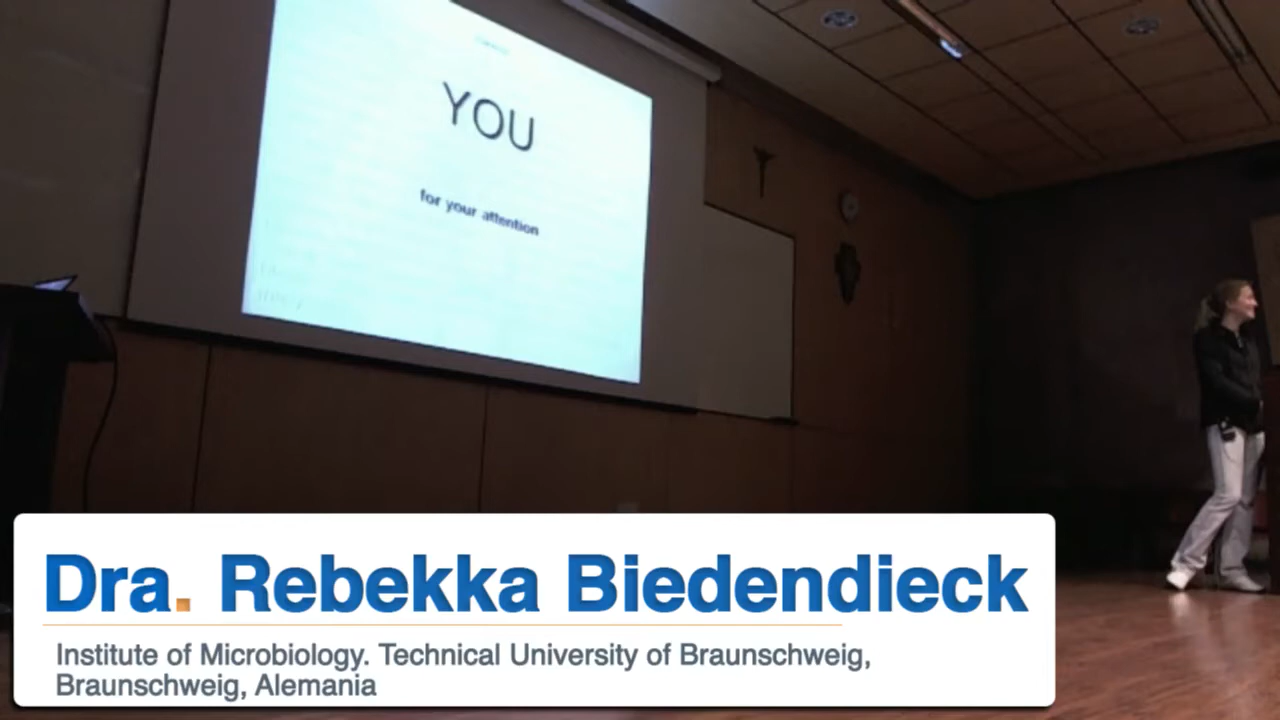 YOU
for your attention
Dra. Rebekka Biedendieck
Institute of Microbiology. Technical University of Braunschweig,
Braunschweig, Alemania